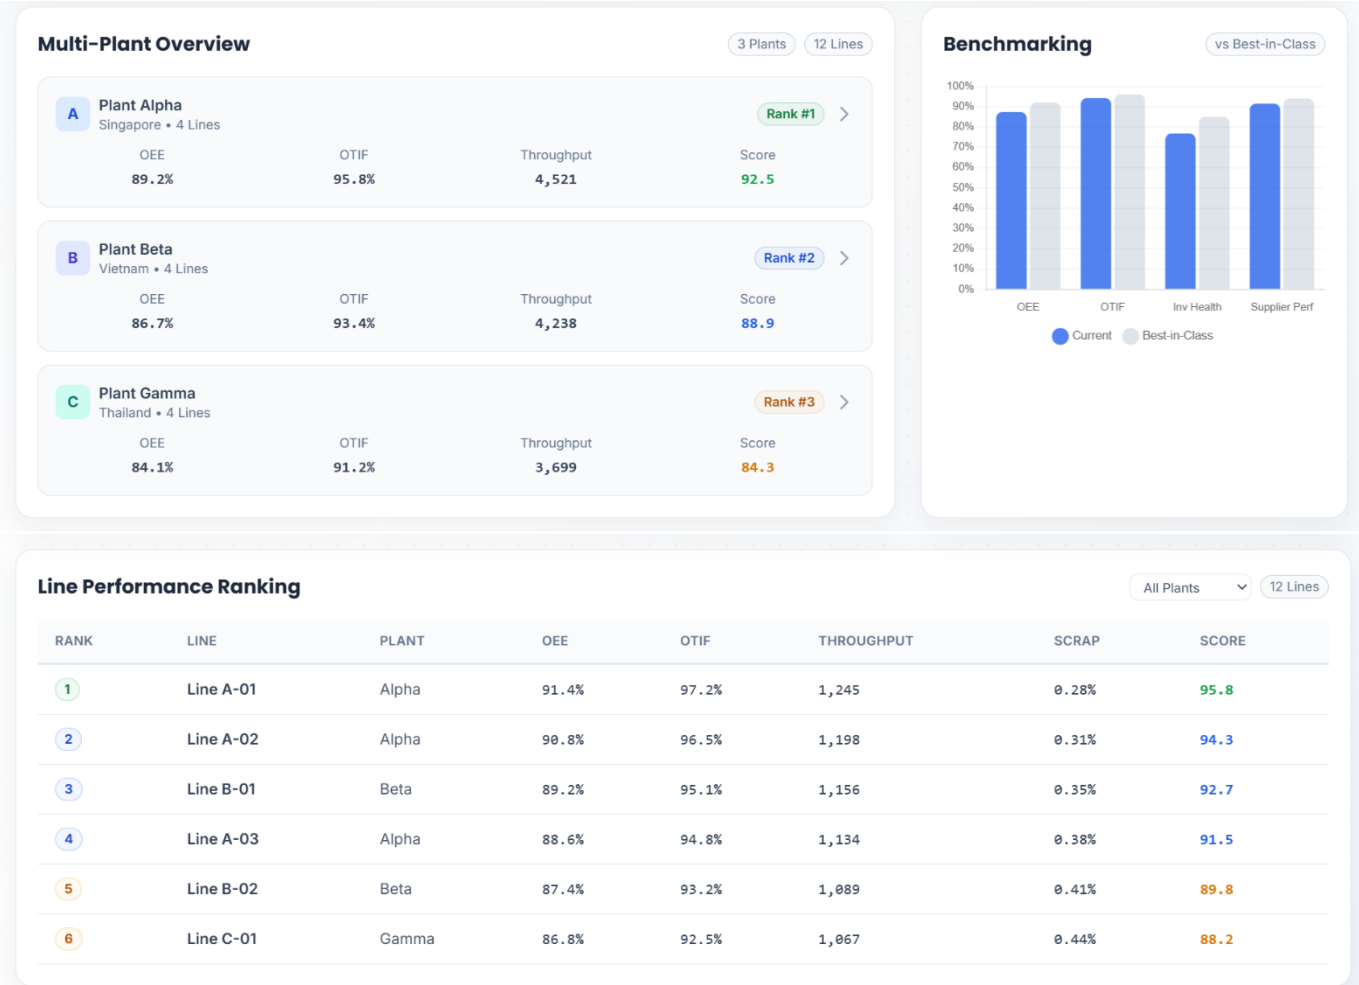 Multi-Plant Overview
3 Plants
12 Lines
A
Plant Alpha
Singapore • 4 Lines
Rank #1
OEE OTIF Throughput Score
89.2% 95.8% 4,521 92.5
B
Plant Beta
Vietnam • 4 Lines
Rank #2
OEE OTIF Throughput Score
86.7% 93.4% 4,238 88.9
C
Plant Gamma
Thailand • 4 Lines
Rank #3
OEE OTIF Throughput Score
84.1% 91.2% 3,699 84.3
Benchmarking
vs Best-in-Class
100%
90%
80%
70%
60%
50%
40%
30%
20%
10%
0%
OEE OTIF Inv Health Supplier Perf
Current Best-in-Class
Line Performance Ranking
All Plants
12 Lines
RANK LINE PLANT OEE OTIF THROUGHPUT SCRAP SCORE
1 Line A-01 Alpha 91.4% 97.2% 1,245 0.28% 95.8
2 Line A-02 Alpha 90.8% 96.5% 1,198 0.31% 94.3
3 Line B-01 Beta 89.2% 95.1% 1,156 0.35% 92.7
4 Line A-03 Alpha 88.6% 94.8% 1,134 0.38% 91.5
5 Line B-02 Beta 87.4% 93.2% 1,089 0.41% 89.8
6 Line C-01 Gamma 86.8% 92.5% 1,067 0.44% 88.2